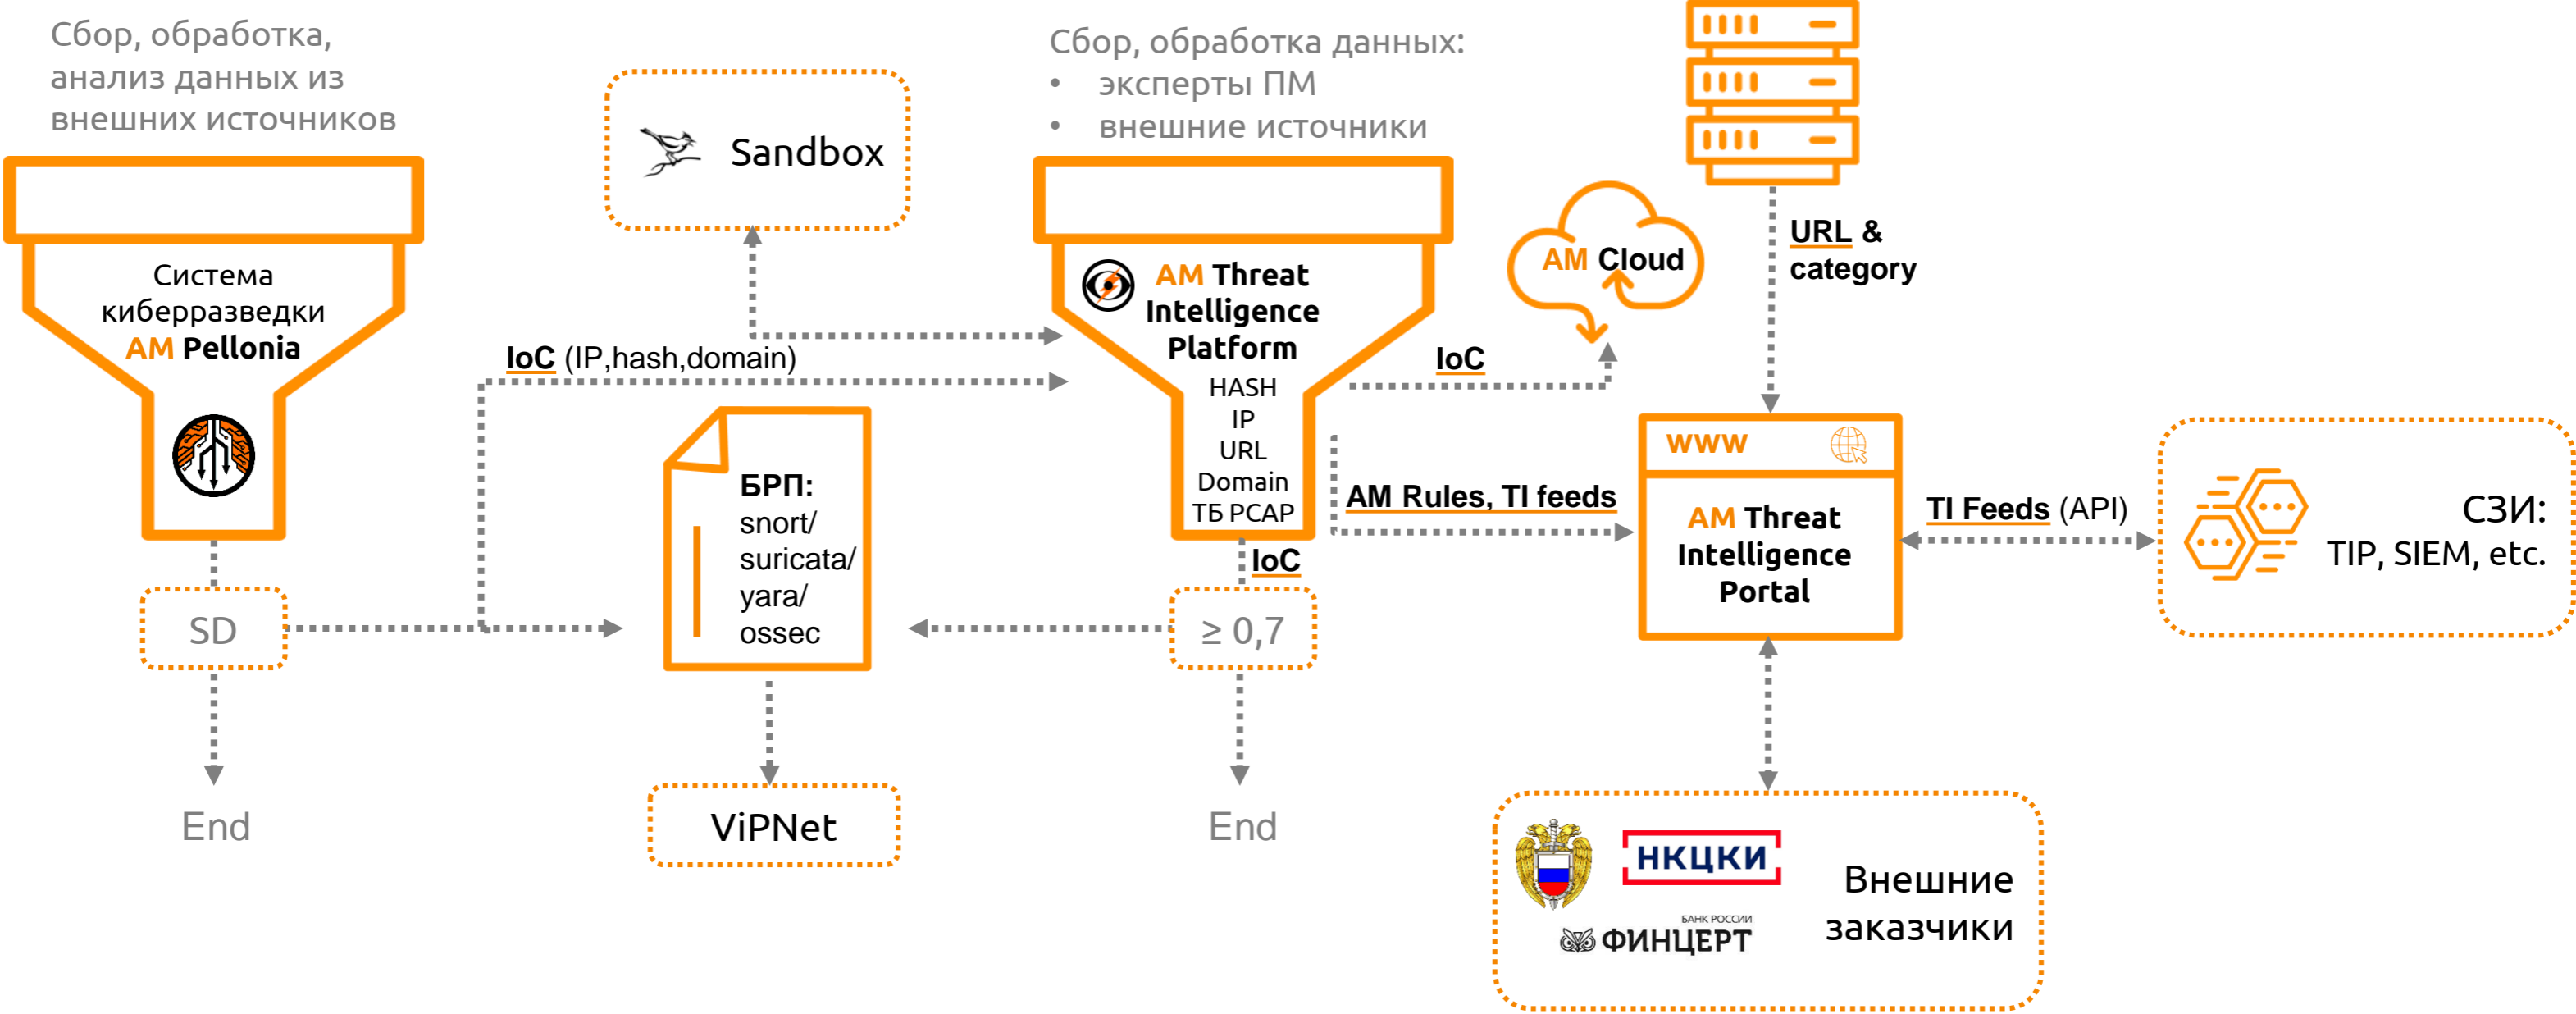 Сбор, обработка,
анализ данных из
внешних источников
Система
киберразведки
AM Pellonia
SD
End
Sandbox
IoC (IP,hash,domain)
БРП:
snort/
suricata/
yara/
ossec
ViPNet
Сбор, обработка данных:
• эксперты ПМ
• внешние источники
AM Threat
Intelligence
Platform
HASH
IP
URL
Domain
ТБ PCAP
IoC
≥ 0,7
End
AM Cloud
IoC
URL &
category
AM Rules, TI feeds
www
AM Threat
Intelligence
Portal
TI Feeds (API)
СЗИ:
TIP, SIEM, etc.
НКЦКИ
БАНК РОССИИ
ФИНЦЕРТ
Внешние
заказчики